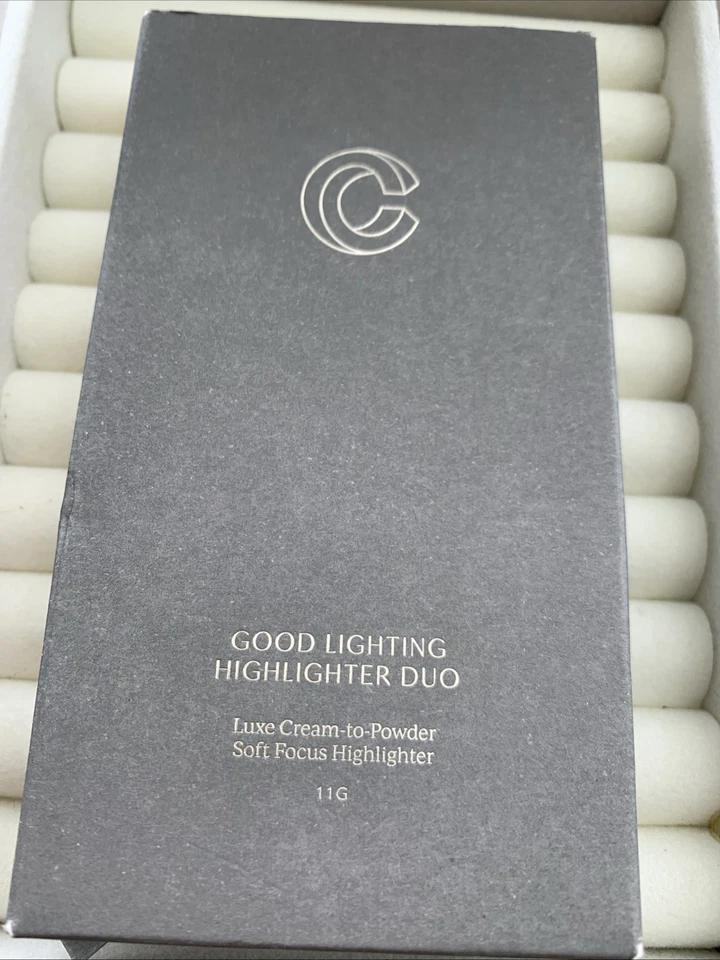 GOOD LIGHTING
HIGHLIGHTER DUO
Luxe Cream-to-Powder
Soft Focus Highlighter
11G